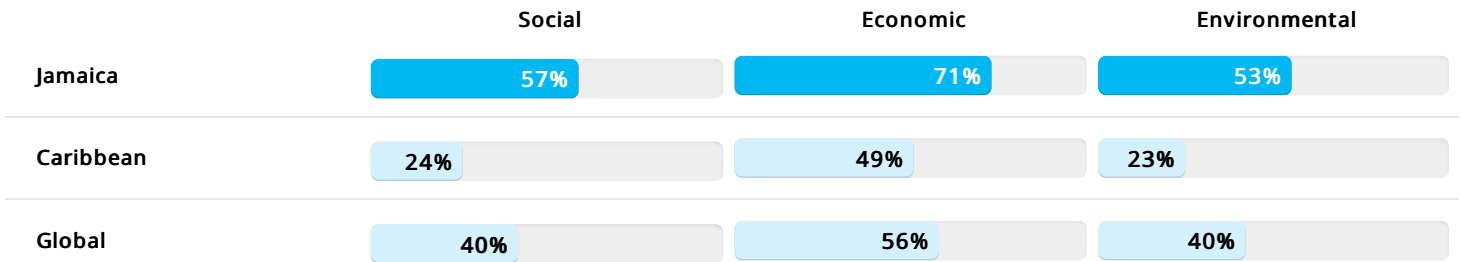 Social Economic Environmental
Jamaica 57% 71% 53%
Caribbean 24% 49% 23%
Global 40% 56% 40%